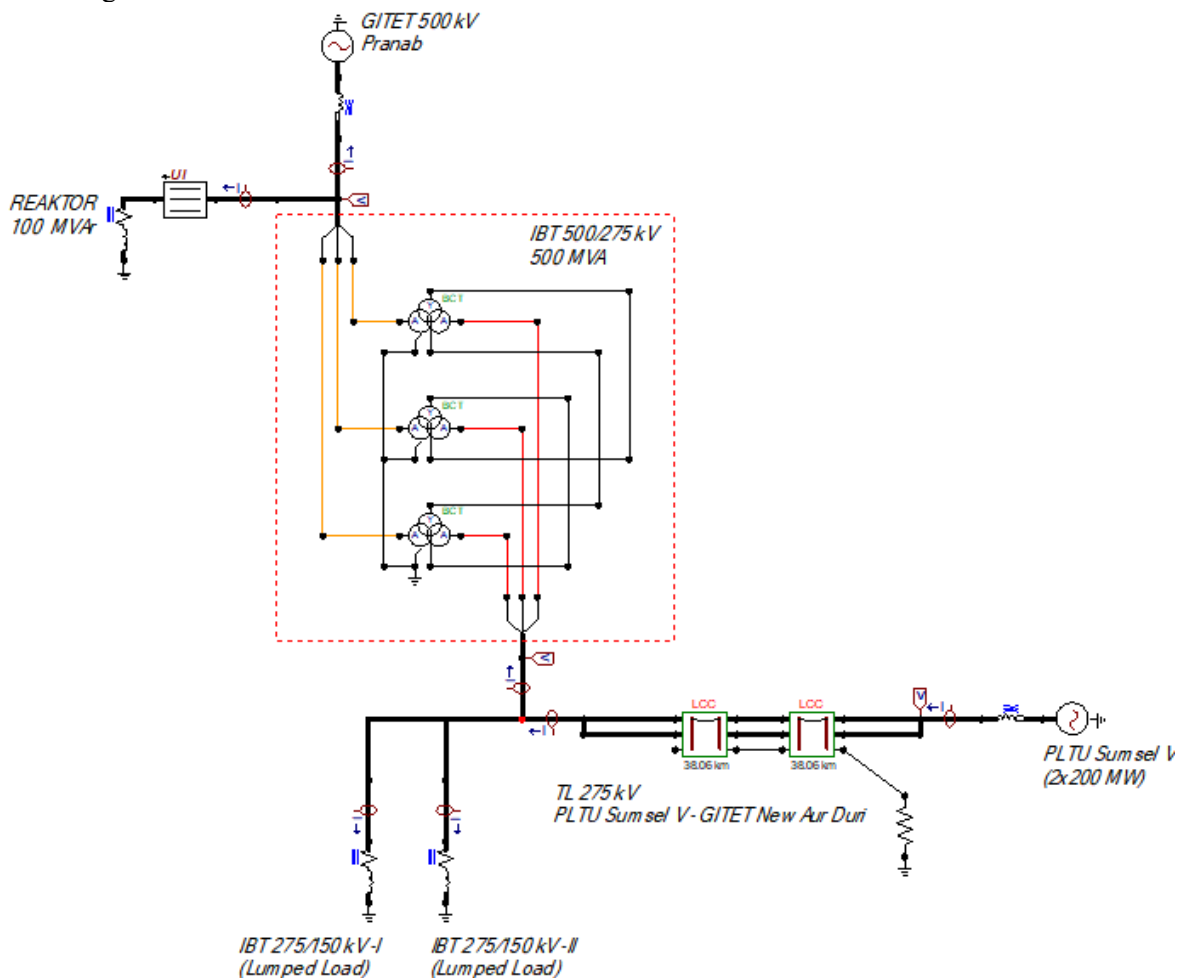 GITET 500 kV
Pranab
I
UI
I
V
REAKTOR
100 MVAr
IBT 500/275 kV
500 MVA
Y
BCT
A
A
Y
BCT
A
A
Y
BCT
A
A
V
I
LCC
LCC
V
I
I
38.06 km
38.06 km
PLTU Sumsel V
(2x200 MW)
TL 275 kV
PLTU Sumsel V - GITET New Aur Duri
I
I
IBT 275/150 kV-I
(Lumped Load)
IBT 275/150 kV-II
(Lumped Load)